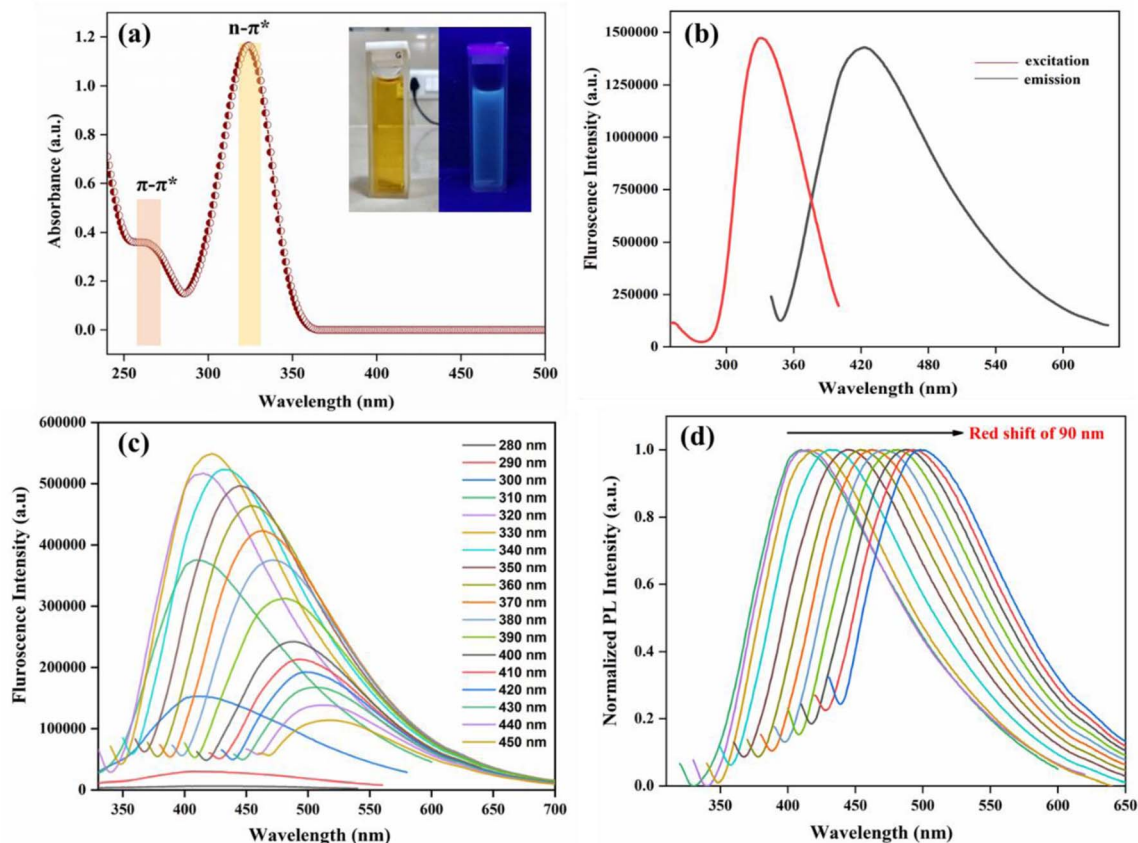 (a)
n-π*
π-π*
G
1.2
1.0
0.8
0.6
0.4
0.2
0.0
Absorbance (a.u.)
250 300 350 400 450 500
Wavelength (nm)
(b)
excitation
emission
1500000
1250000
1000000
750000
500000
250000
0
Fluroscence Intensity (a.u.)
300 360 420 480 540 600
Wavelength (nm)
(c)
600000
500000
400000
300000
200000
100000
0
Fluroscence Intensity (a.u)
280 nm
290 nm
300 nm
310 nm
320 nm
330 nm
340 nm
350 nm
360 nm
370 nm
380 nm
390 nm
400 nm
410 nm
420 nm
430 nm
440 nm
450 nm
350 400 450 500 550 600 650 700
Wavelength (nm)
(d)
Red shift of 90 nm
1.0
0.8
0.6
0.4
0.2
0.0
Normalized PL Intensity (a.u.)
350 400 450 500 550 600 650
Wavelength (nm)